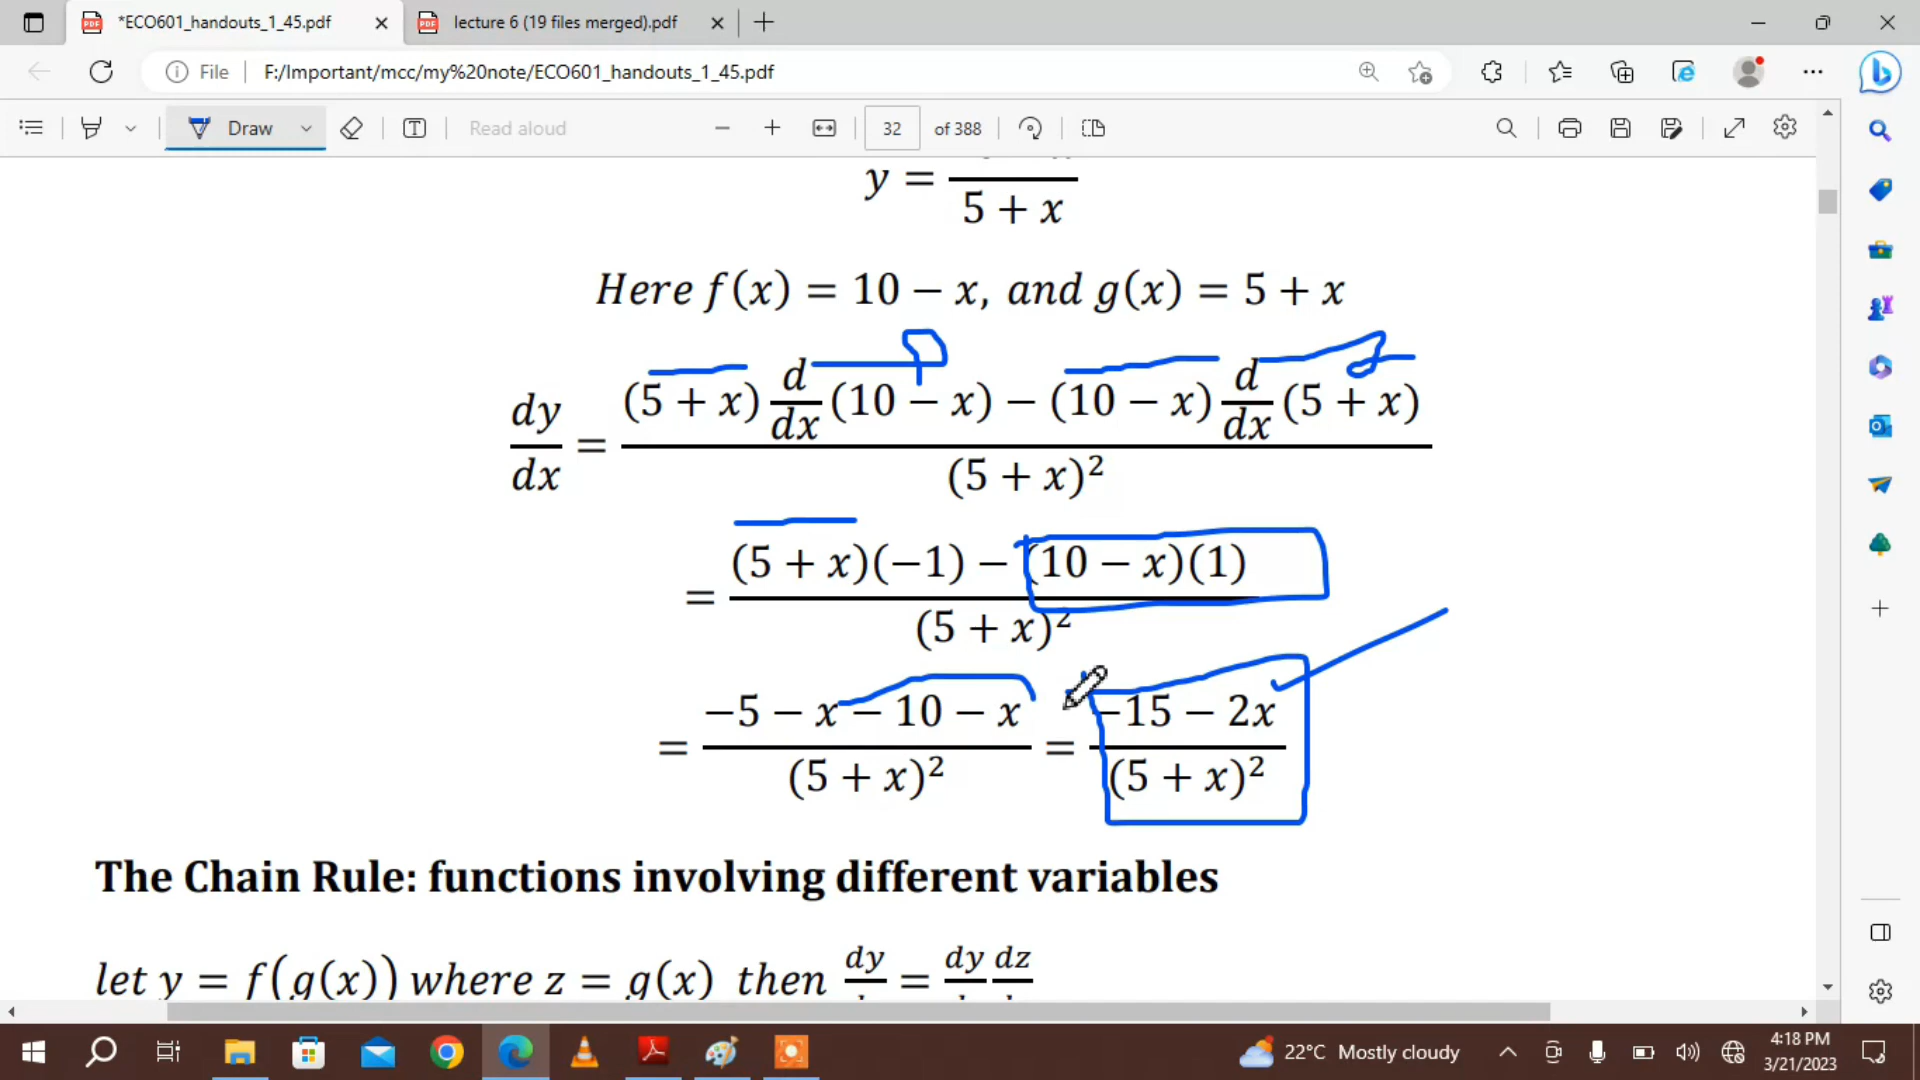 *ECO601_handouts_1_45.pdf
lecture 6 (19 files merged).pdf
File F:/Important/mcc/my%20note/ECO601_handouts_1_45.pdf
Draw Read aloud 32 of 388
y = / 5 + x
Here f(x) = 10 − x, and g(x) = 5 + x
dy/dx = ((5 + x) d/dx (10 − x) − (10 − x) d/dx (5 + x)) / (5 + x)²
= ((5 + x)(−1) − (10 − x)(1)) / (5 + x)²
= (−5 − x − 10 − x) / (5 + x)² = (−15 − 2x) / (5 + x)²
The Chain Rule: functions involving different variables
let y = f(g(x)) where z = g(x) then dy/ = dy/ dz/
22°C Mostly cloudy
4:18 PM
3/21/2023